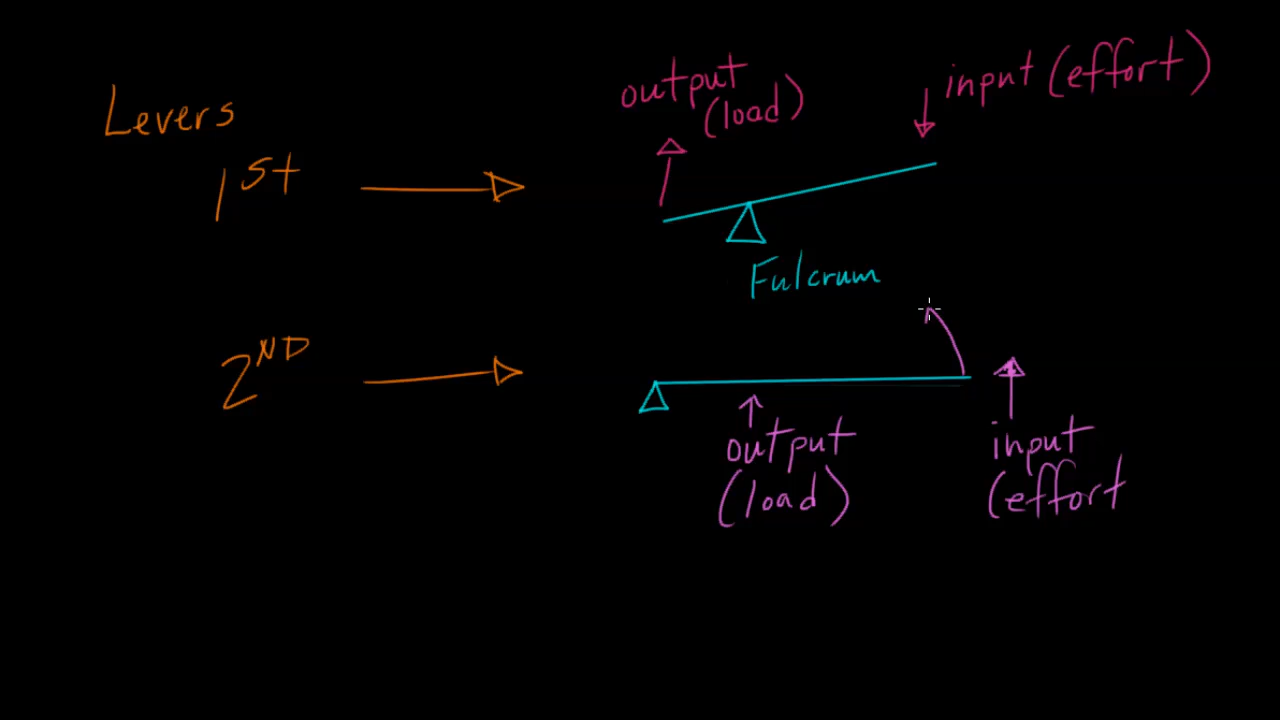 Levers
1st
output
(load)
input (effort)
Fulcrum
2ND
output
(load)
input
(effort